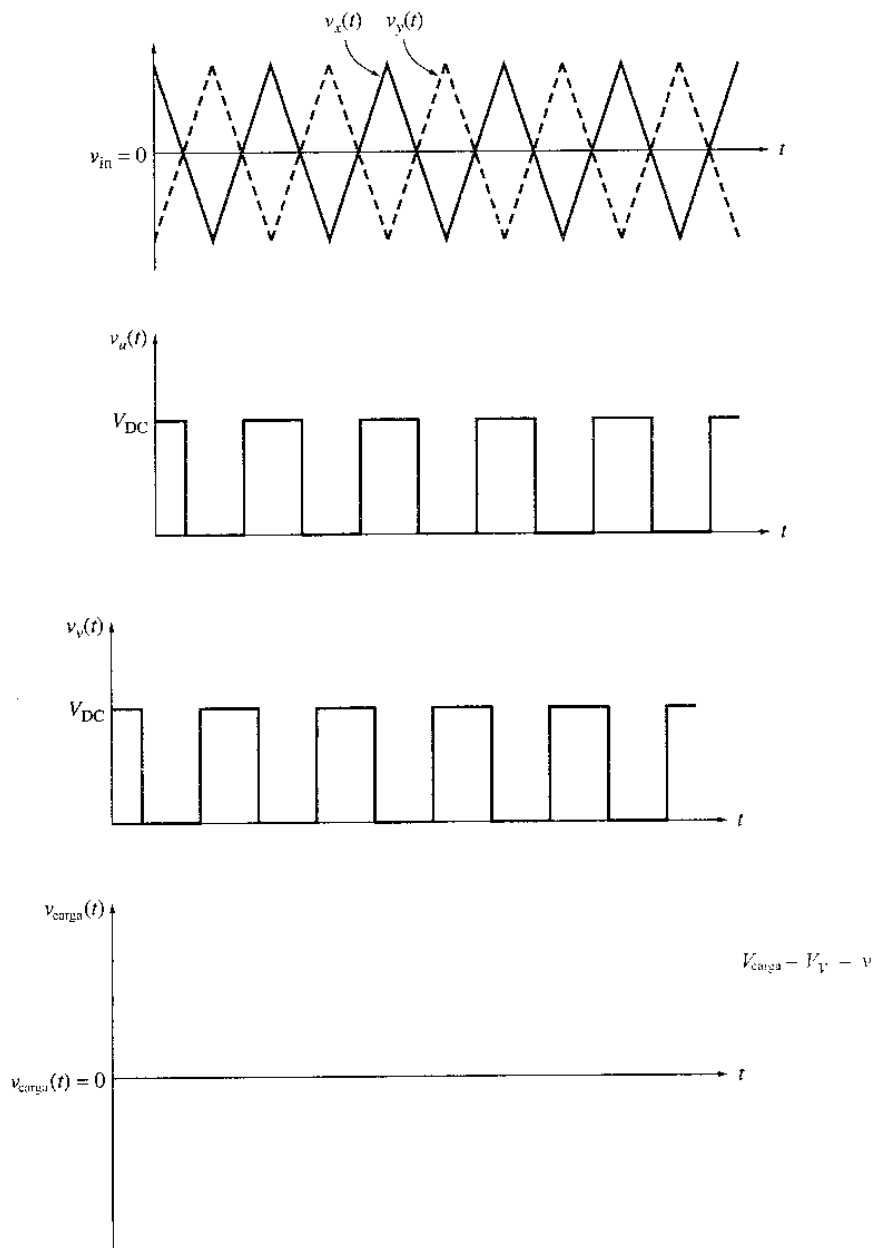 v_x(t) v_y(t)
v_in = 0
t
v_u(t)
V_DC
t
v_v(t)
V_DC
t
v_carga(t)
V_carga = V_V − v
v_carga(t) = 0
t